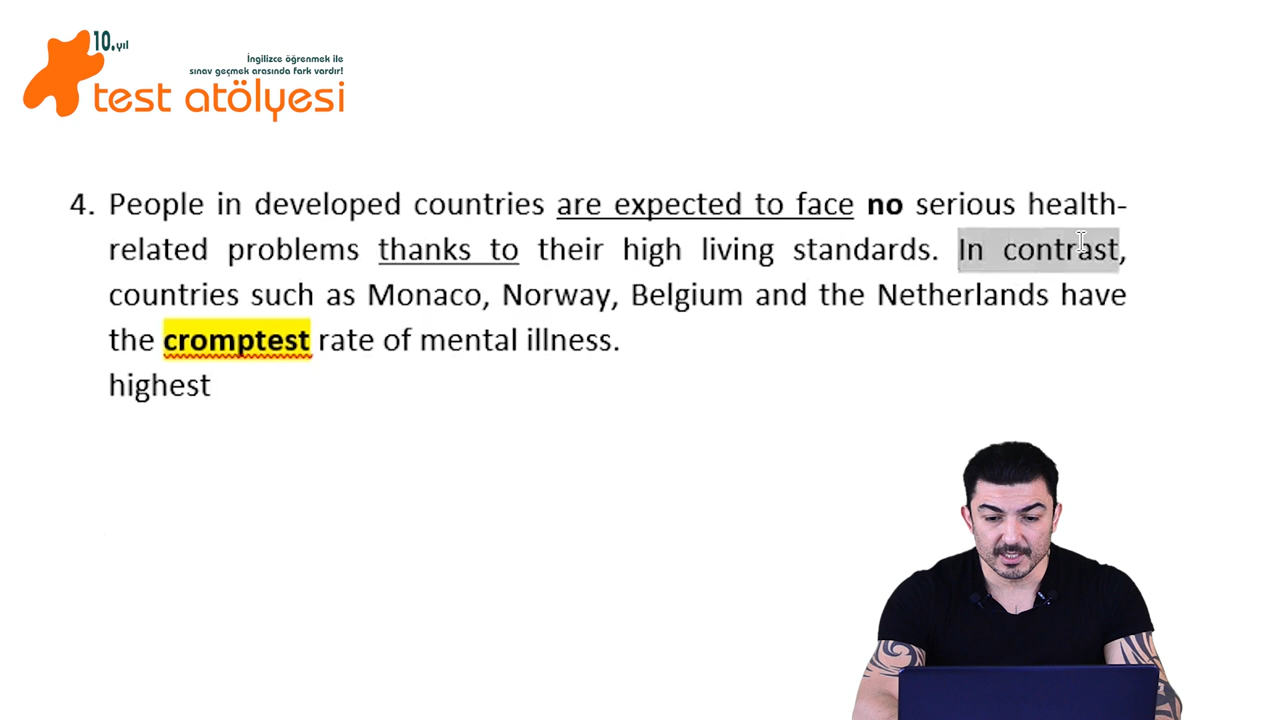 10.yıl
İngilizce öğrenmek ile
sınav geçmek arasında fark vardır!
test atölyesi
4. People in developed countries are expected to face no serious health-
related problems thanks to their high living standards. In contrast,
countries such as Monaco, Norway, Belgium and the Netherlands have
the cromptest rate of mental illness.
highest